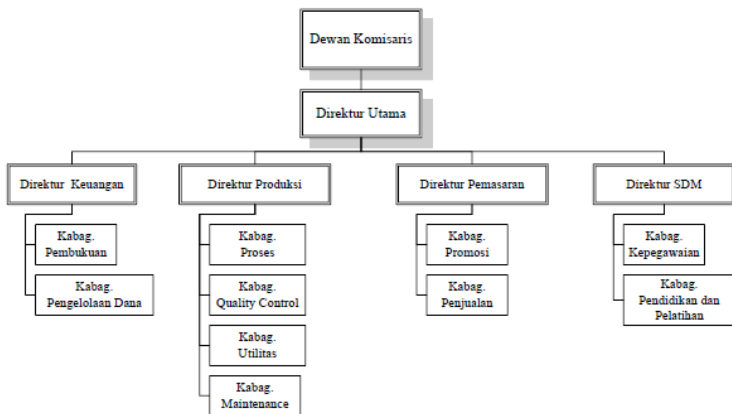 Dewan Komisaris
Direktur Utama
Direktur Keuangan
Direktur Produksi
Direktur Pemasaran
Direktur SDM
Kabag.
Pembukuan
Kabag.
Pengelolaan Dana
Kabag.
Proses
Kabag.
Quality Control
Kabag.
Utilitas
Kabag.
Maintenance
Kabag.
Promosi
Kabag.
Penjualan
Kabag.
Kepegawaian
Kabag.
Pendidikan dan
Pelatihan